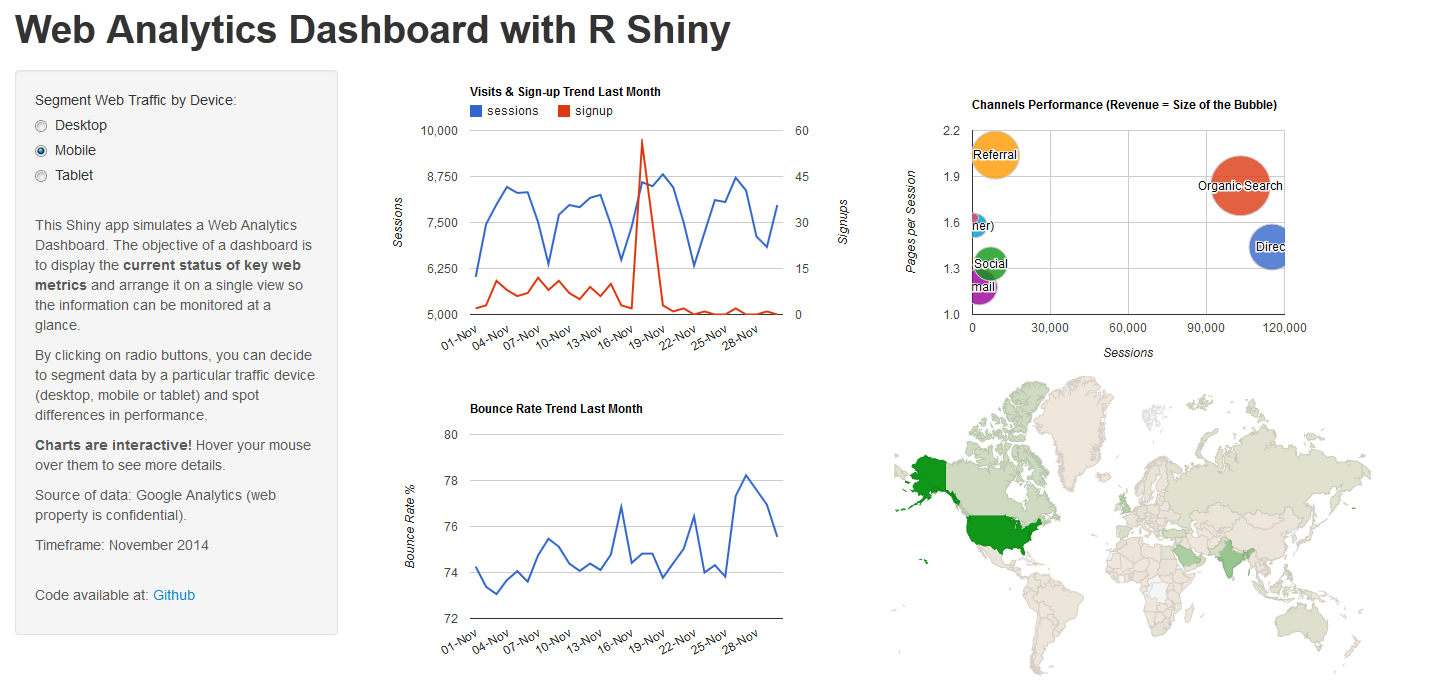 Web Analytics Dashboard with R Shiny
Segment Web Traffic by Device:
Desktop
Mobile
Tablet
This Shiny app simulates a Web Analytics
Dashboard. The objective of a dashboard is
to display the current status of key web
metrics and arrange it on a single view so
the information can be monitored at a
glance.
By clicking on radio buttons, you can decide
to segment data by a particular traffic device
(desktop, mobile or tablet) and spot
differences in performance.
Charts are interactive! Hover your mouse
over them to see more details.
Source of data: Google Analytics (web
property is confidential).
Timeframe: November 2014
Code available at: Github
Visits & Sign-up Trend Last Month
sessions signup
10,000 60
8,750 45
7,500 30
6,250 15
5,000 0
Sessions
Signups
01-Nov 04-Nov 07-Nov 10-Nov 13-Nov 16-Nov 19-Nov 22-Nov 25-Nov 28-Nov
Channels Performance (Revenue = Size of the Bubble)
2.2
1.9
1.6
1.3
1.0
Pages per Session
Referral
Organic Search
ner)
Direc
Social
mail
0 30,000 60,000 90,000 120,000
Sessions
Bounce Rate Trend Last Month
80
78
76
74
72
Bounce Rate %
01-Nov 04-Nov 07-Nov 10-Nov 13-Nov 16-Nov 19-Nov 22-Nov 25-Nov 28-Nov